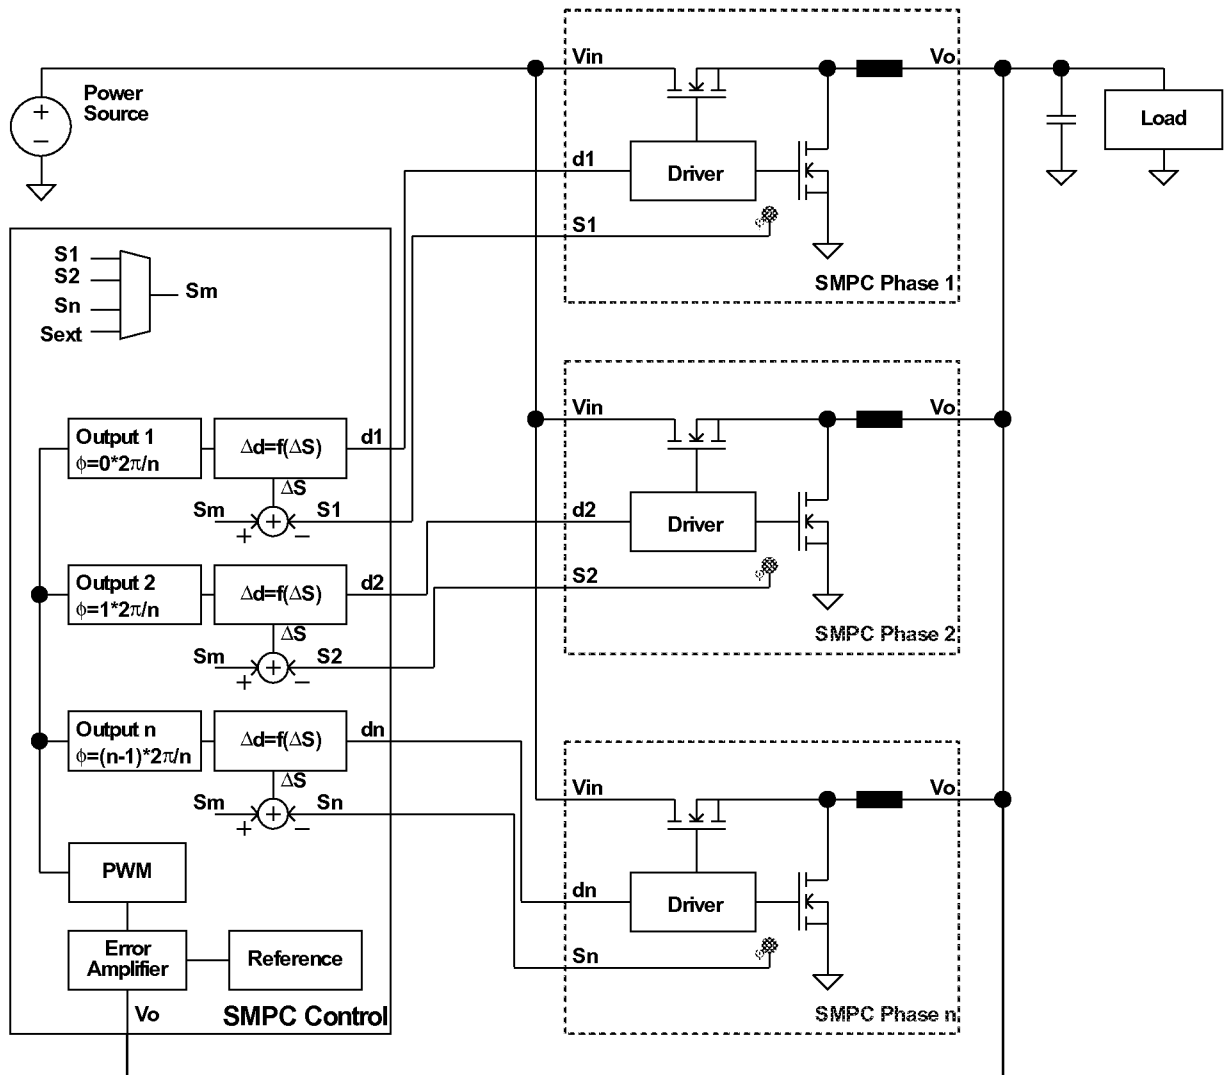 Power
Source
+
−
Vin
Vo
Driver
d1
S1
SMPC Phase 1
Load
S1
S2
Sn
Sext
Sm
Output 1
ϕ=0*2π/n
Δd=f(ΔS)
d1
ΔS
Sm
+
+
−
S1
Vin
Vo
Driver
d2
S2
SMPC Phase 2
Output 2
ϕ=1*2π/n
Δd=f(ΔS)
d2
ΔS
Sm
+
+
−
S2
Output n
ϕ=(n-1)*2π/n
Δd=f(ΔS)
dn
ΔS
Sm
+
+
−
Sn
Vin
Vo
Driver
dn
Sn
SMPC Phase n
PWM
Error
Amplifier
Reference
Vo
SMPC Control